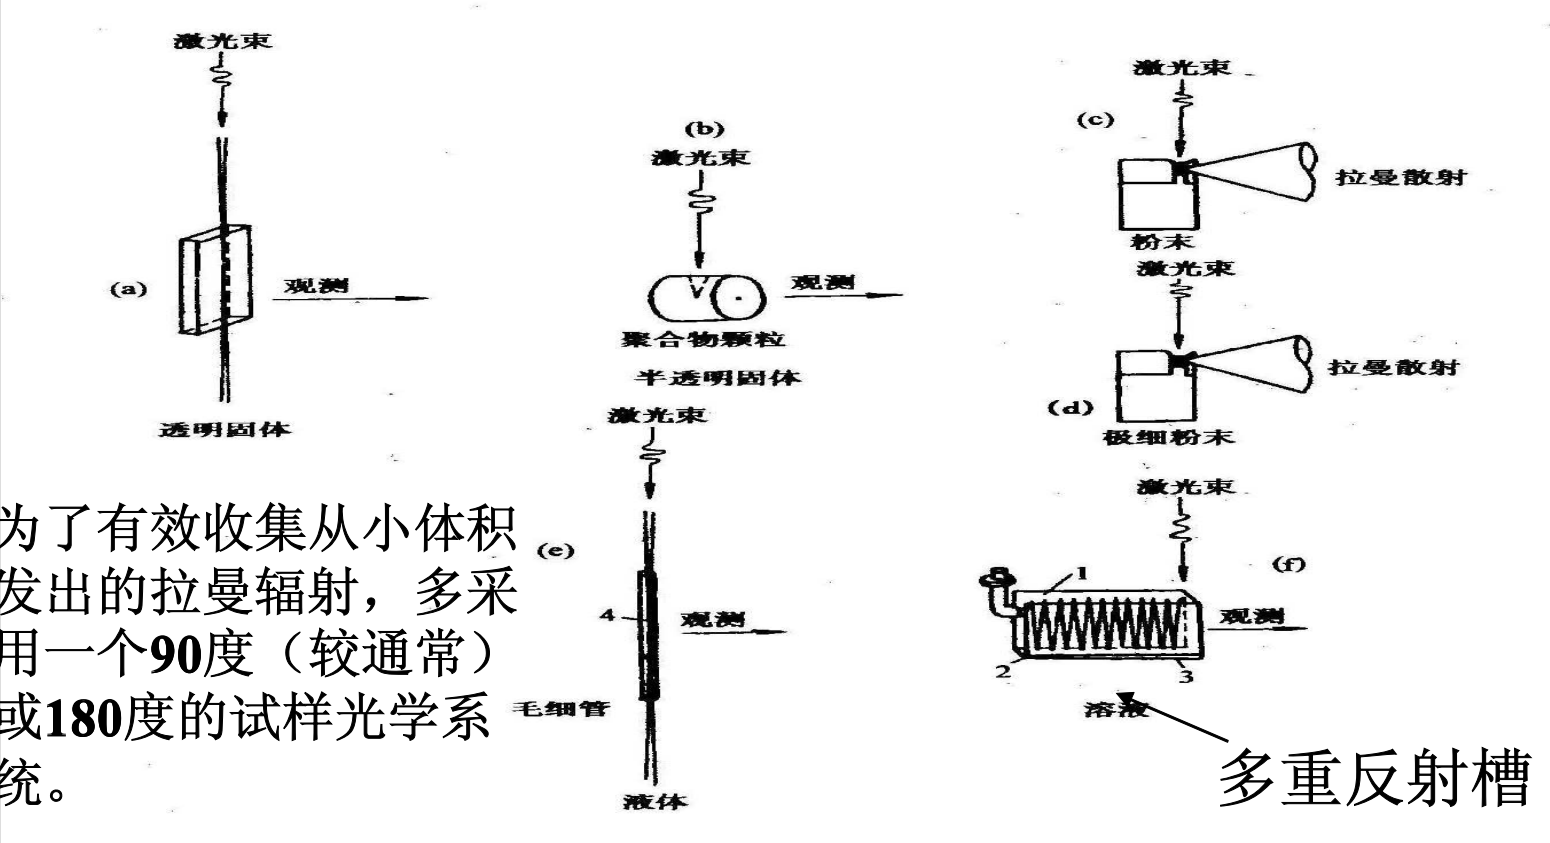 激光束
(a)
观测
透明固体
(b)
激光束
观测
聚合物颗粒
半透明固体
激光束
(c)
拉曼散射
粉末
激光束
拉曼散射
(d)
极细粉末
激光束
(e)
4
观测
毛细管
液体
激光束
(f)
1
观测
2
3
溶液
多重反射槽
为了有效收集从小体积
发出的拉曼辐射，多采
用一个90度（较通常）
或180度的试样光学系
统。